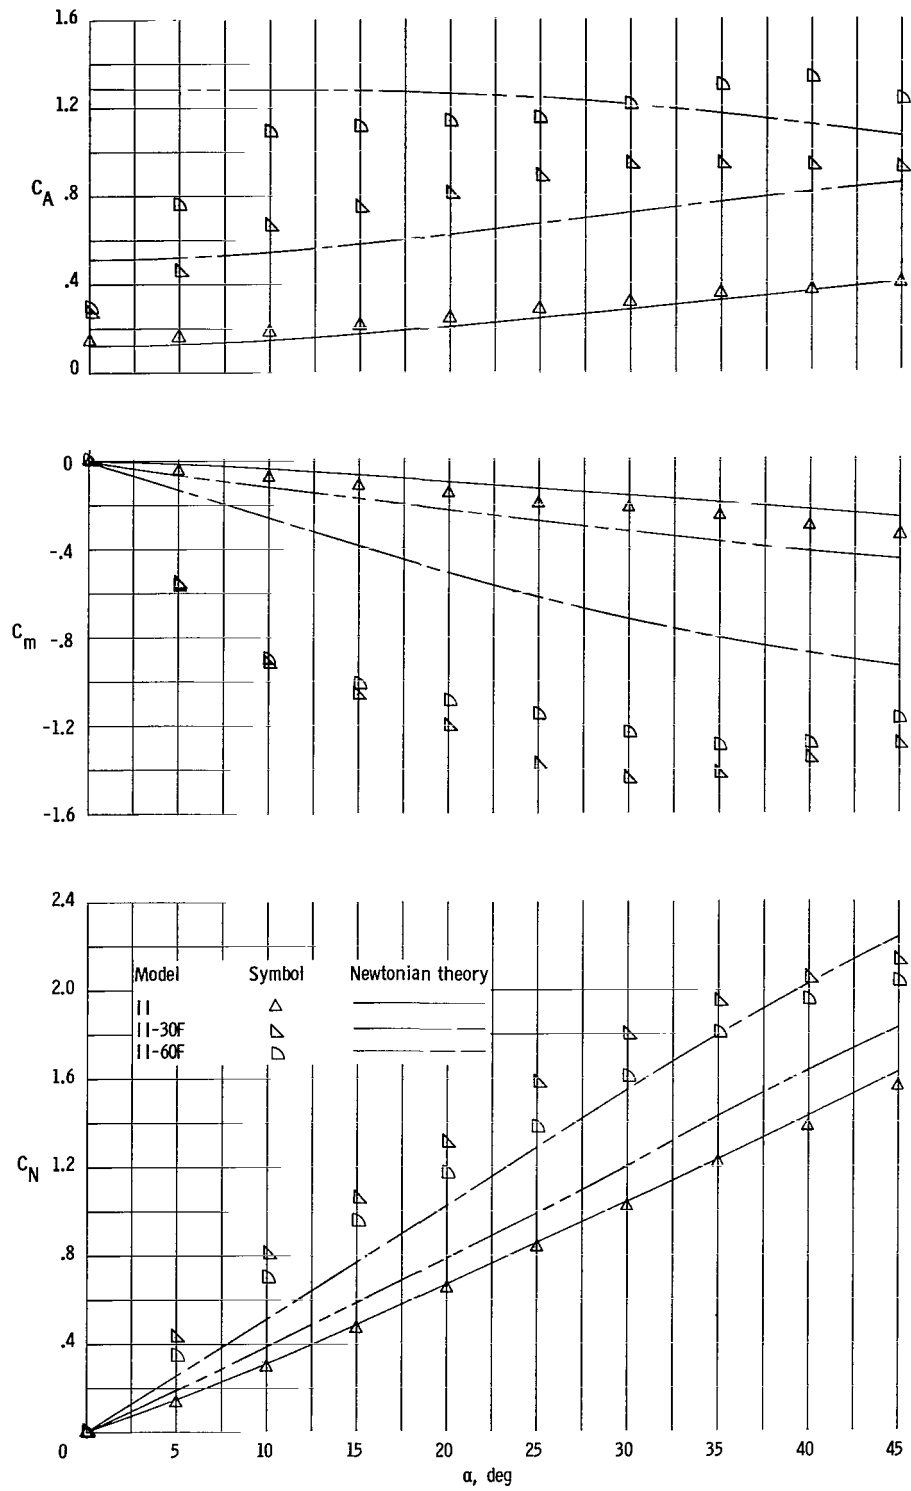 1.6
1.2
C_A
.8
.4
0
0
-.4
C_m
-.8
-1.2
-1.6
2.4
Model Symbol Newtonian theory
2.0
II
II-30F
II-60F
1.6
C_N
1.2
.8
.4
0 5 10 15 20 25 30 35 40 45
α, deg